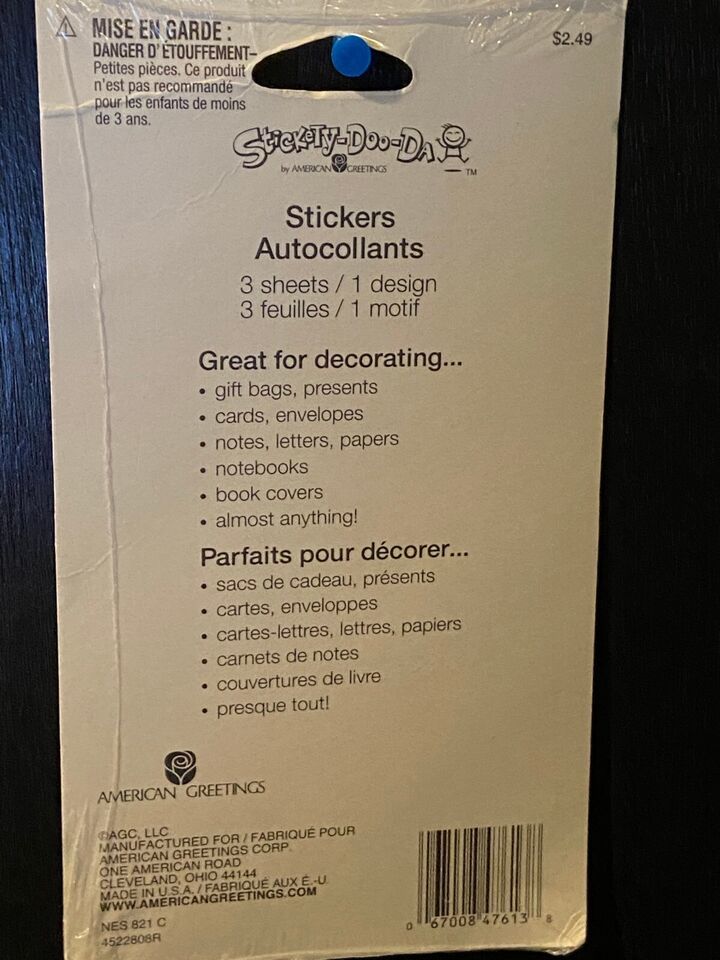 MISE EN GARDE :
DANGER D'ÉTOUFFEMENT–
Petites pièces. Ce produit
n'est pas recommandé
pour les enfants de moins
de 3 ans.
$2.49
STICKETY-DOO-DA
by AMERICAN GREETINGS TM
Stickers
Autocollants
3 sheets / 1 design
3 feuilles / 1 motif
Great for decorating...
• gift bags, presents
• cards, envelopes
• notes, letters, papers
• notebooks
• book covers
• almost anything!
Parfaits pour décorer...
• sacs de cadeau, présents
• cartes, enveloppes
• cartes-lettres, lettres, papiers
• carnets de notes
• couvertures de livre
• presque tout!
AMERICAN GREETINGS
©AGC, LLC
MANUFACTURED FOR / FABRIQUÉ POUR
AMERICAN GREETINGS CORP.
ONE AMERICAN ROAD
CLEVELAND, OHIO 44144
MADE IN U.S.A. / FABRIQUÉ AUX É.-U.
WWW.AMERICANGREETINGS.COM
NES 821 C
4522808R
0 67008 47613 8